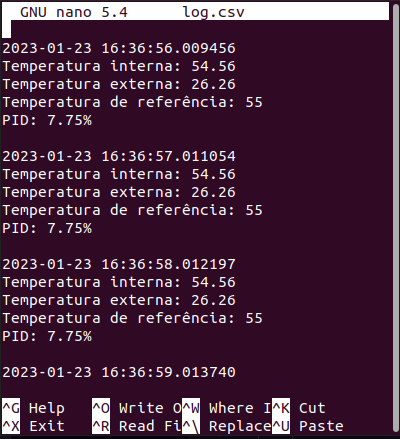 GNU nano 5.4 log.csv
2023-01-23 16:36:56.009456
Temperatura interna: 54.56
Temperatura externa: 26.26
Temperatura de referência: 55
PID: 7.75%
2023-01-23 16:36:57.011054
Temperatura interna: 54.56
Temperatura externa: 26.26
Temperatura de referência: 55
PID: 7.75%
2023-01-23 16:36:58.012197
Temperatura interna: 54.56
Temperatura externa: 26.26
Temperatura de referência: 55
PID: 7.75%
2023-01-23 16:36:59.013740
^G Help ^O Write O^W Where I^K Cut
^X Exit ^R Read Fi^\ Replace^U Paste